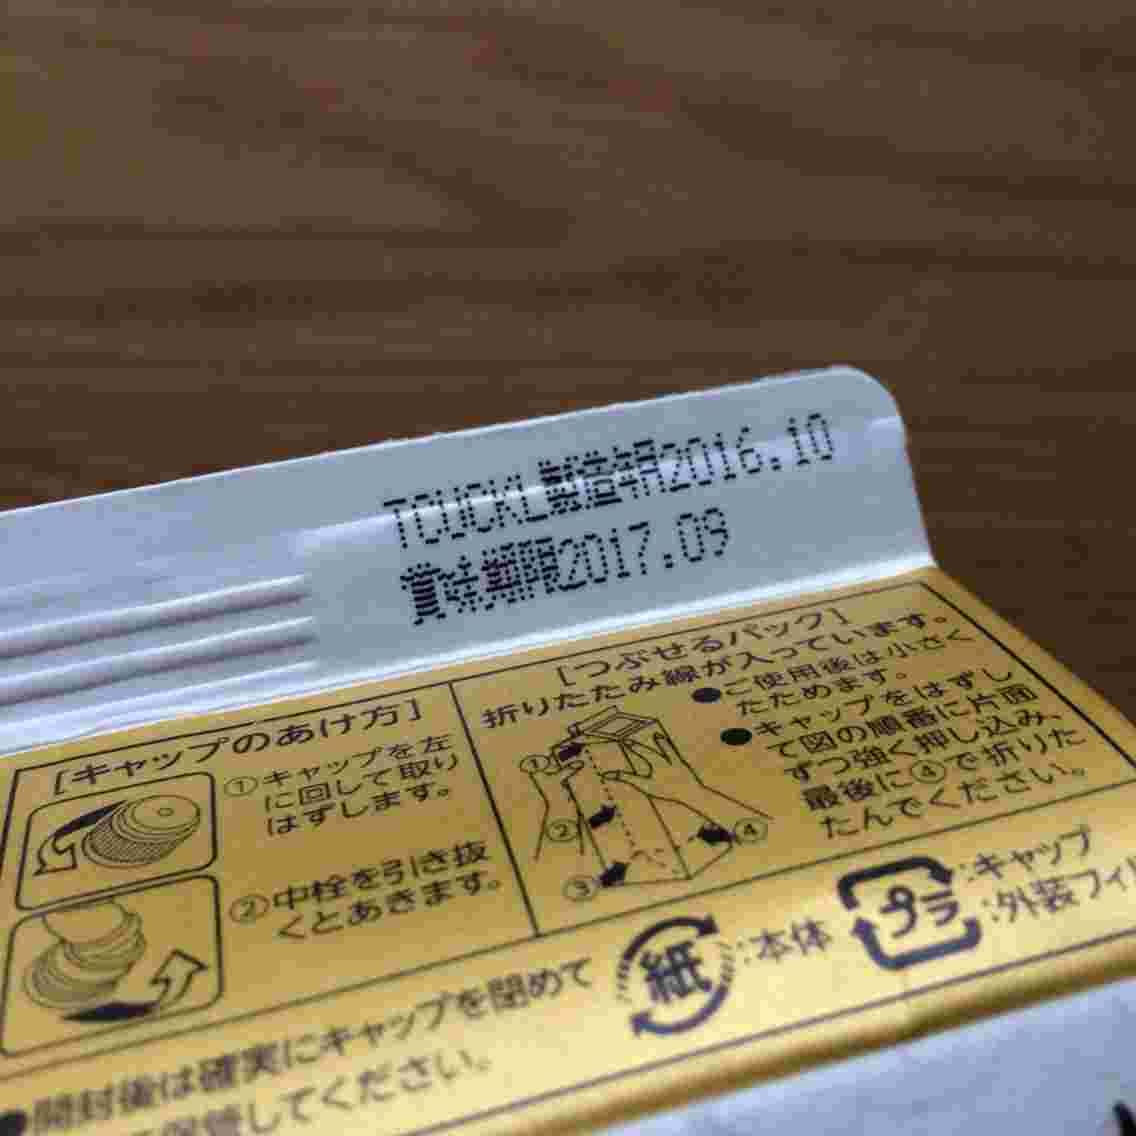 TCUCKL製造年月2016.10
賞味期限2017.09
[キャップのあけ方]
①キャップを左
に回して取り
はずします。
②中栓を引き抜
くとあきます。
[つぶせるパック]
折りたたみ線が入っています。
●ご使用後は小さく
たためます。
●キャップをはずし
て図の順番に片面
ずつ強く押し込み、
最後に④で折りた
たんでください。
①
②
③
④
紙:本体
プラ:キャップ
:外装フィ
●開封後は確実にキャップを閉めて
保管してください。